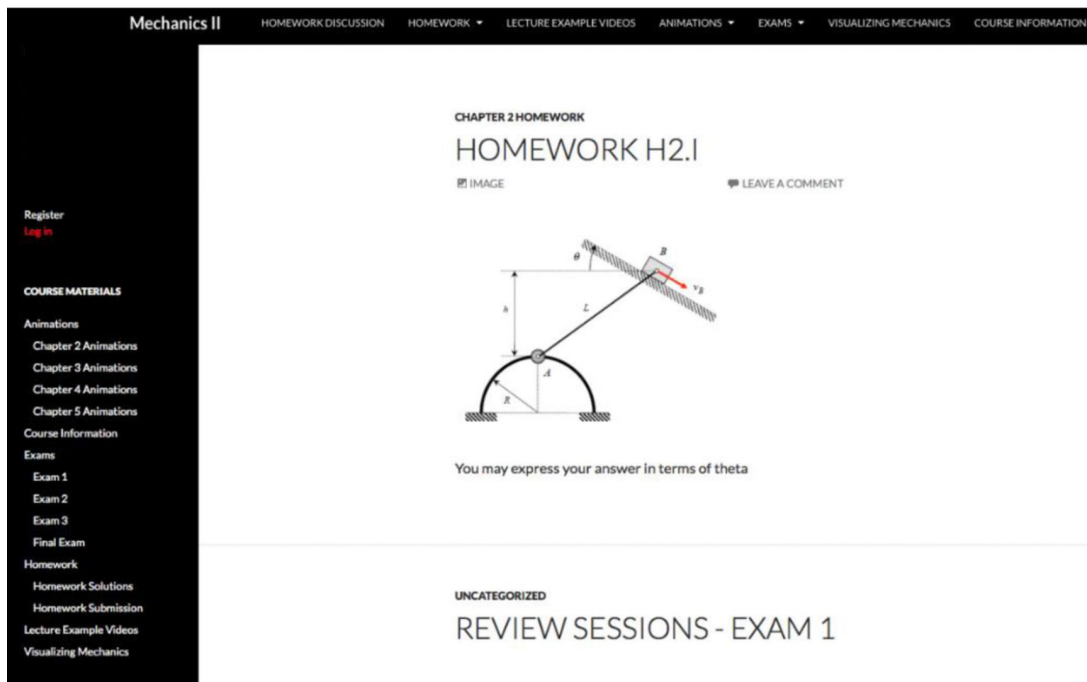 Mechanics II
HOMEWORK DISCUSSION HOMEWORK LECTURE EXAMPLE VIDEOS ANIMATIONS EXAMS VISUALIZING MECHANICS COURSE INFORMATION
Register
Log in
COURSE MATERIALS
Animations
Chapter 2 Animations
Chapter 3 Animations
Chapter 4 Animations
Chapter 5 Animations
Course Information
Exams
Exam 1
Exam 2
Exam 3
Final Exam
Homework
Homework Solutions
Homework Submission
Lecture Example Videos
Visualizing Mechanics
CHAPTER 2 HOMEWORK
HOMEWORK H2.I
IMAGE LEAVE A COMMENT
θ
B
v_B
L
h
A
R
You may express your answer in terms of theta
UNCATEGORIZED
REVIEW SESSIONS - EXAM 1